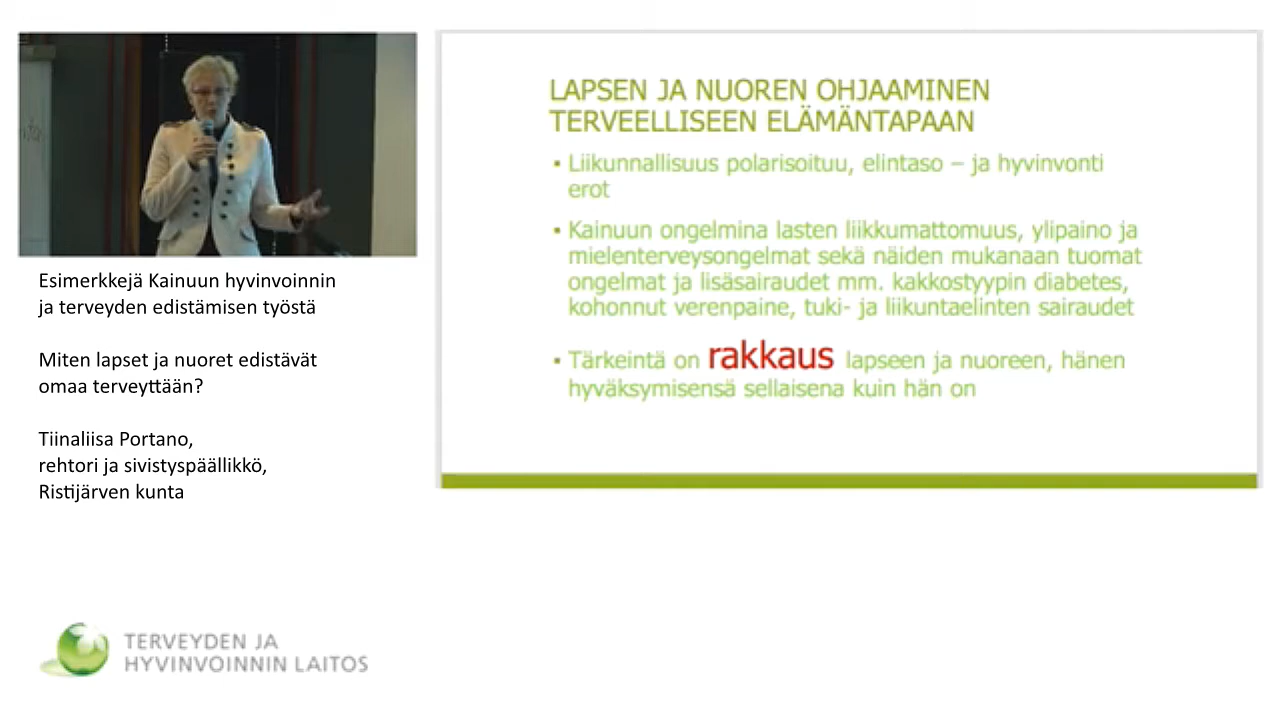 Esimerkkejä Kainuun hyvinvoinnin
ja terveyden edistämisen työstä
Miten lapset ja nuoret edistävät
omaa terveyttään?
Tiinaliisa Portano,
rehtori ja sivistyspäällikkö,
Ristijärven kunta
LAPSEN JA NUOREN OHJAAMINEN
TERVEELLISEEN ELÄMÄNTAPAAN
▪ Liikunnallisuus polarisoituu, elintaso – ja hyvinvonti
erot
▪ Kainuun ongelmina lasten liikkumattomuus, ylipaino ja
mielenterveysongelmat sekä näiden mukanaan tuomat
ongelmat ja lisäsairaudet mm. kakkostyypin diabetes,
kohonnut verenpaine, tuki- ja liikuntaelinten sairaudet
▪ Tärkeintä on rakkaus lapseen ja nuoreen, hänen
hyväksymisensä sellaisena kuin hän on
TERVEYDEN JA
HYVINVOINNIN LAITOS